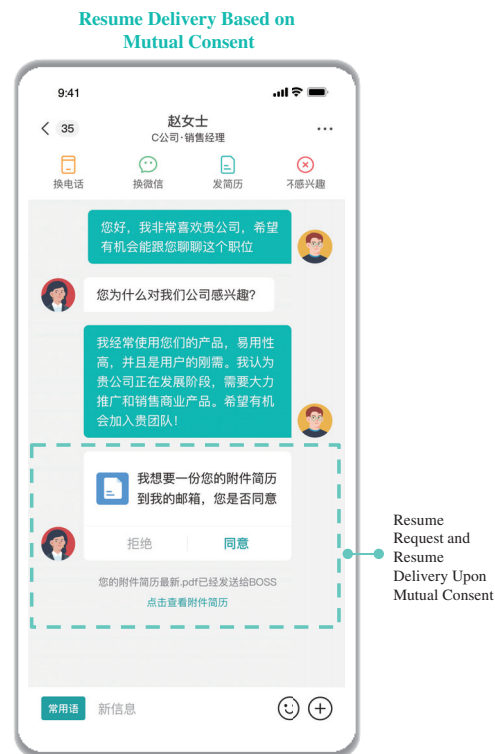 Resume Delivery Based on
Mutual Consent
9:41
35
赵女士
C公司·销售经理
换电话
换微信
发简历
不感兴趣
您好，我非常喜欢贵公司，希望
有机会能跟您聊聊这个职位
您为什么对我们公司感兴趣?
我经常使用您们的产品，易用性
高，并且是用户的刚需。我认为
贵公司正在发展阶段，需要大力
推广和销售商业产品。希望有机
会加入贵团队！
我想要一份您的附件简历
到我的邮箱，您是否同意
拒绝
同意
您的附件简历最新.pdf已经发送给BOSS
点击查看附件简历
Resume
Request and
Resume
Delivery Upon
Mutual Consent
常用语
新信息